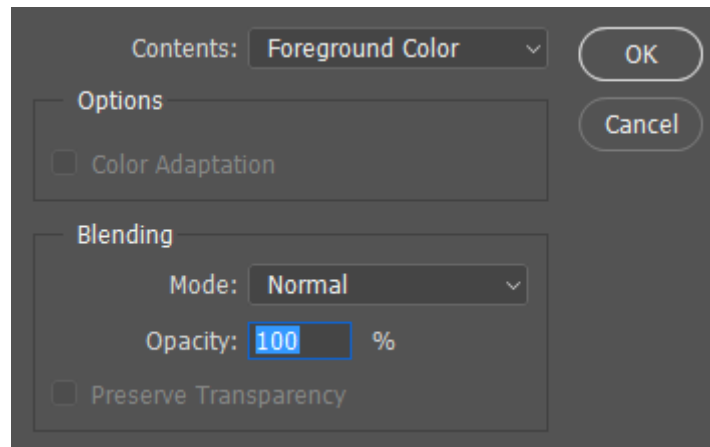 Contents: Foreground Color
OK
Options
Cancel
Color Adaptation
Blending
Mode: Normal
Opacity: 100 %
Preserve Transparency